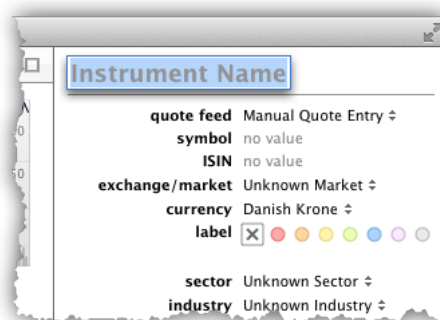 Instrument Name
quote feed Manual Quote Entry
symbol no value
ISIN no value
exchange/market Unknown Market
currency Danish Krone
label
sector Unknown Sector
industry Unknown Industry